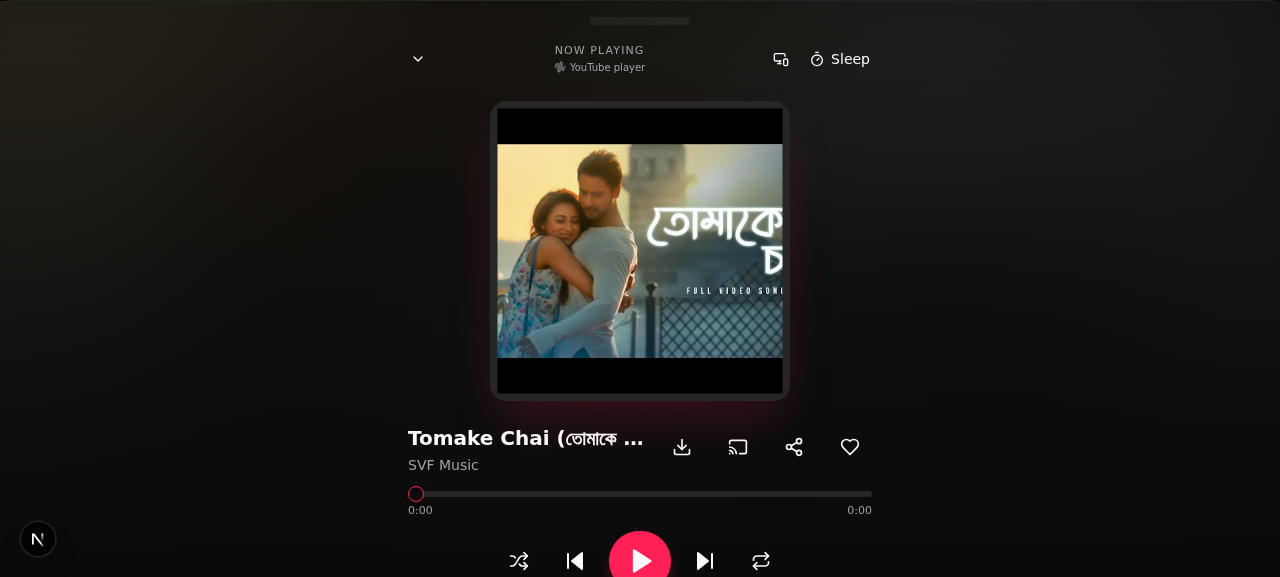 NOW PLAYING
YouTube player
Sleep
তোমাকে
FULL VIDEO SONG
Tomake Chai (তোমাকে ...
SVF Music
0:00
0:00
N